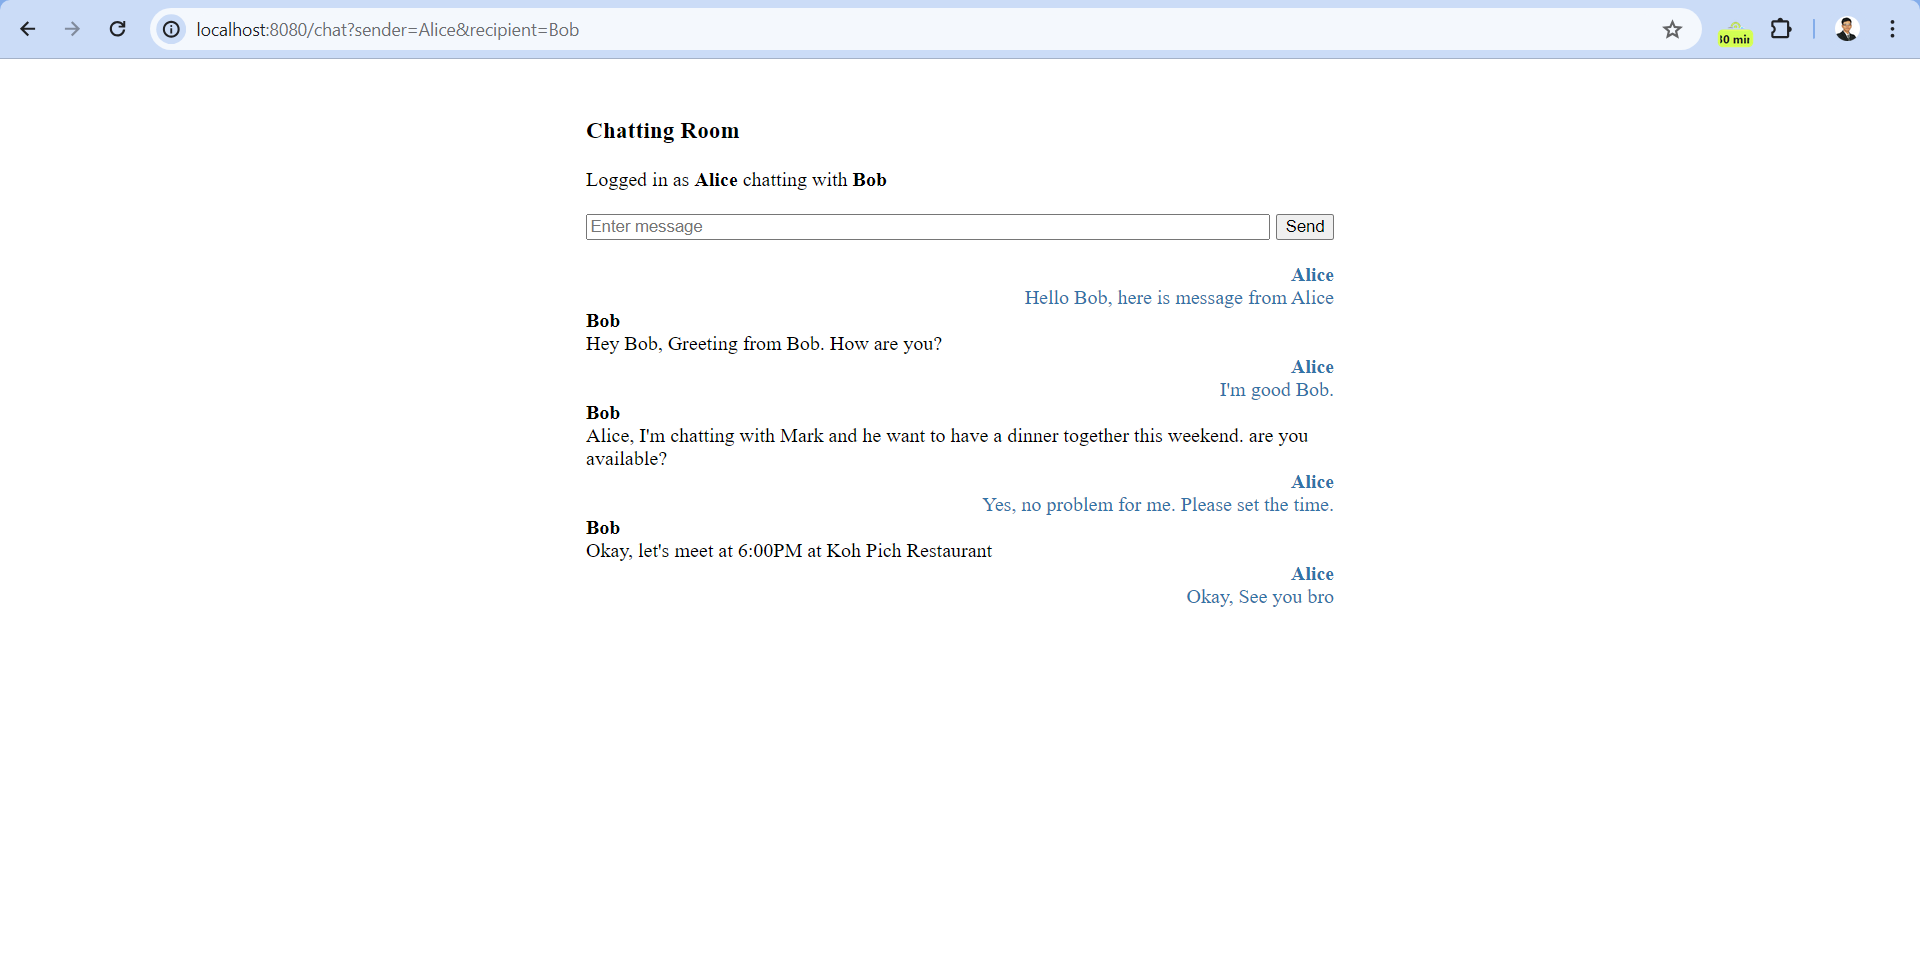 localhost:8080/chat?sender=Alice&recipient=Bob
30 min
Chatting Room
Logged in as Alice chatting with Bob
Enter message
Send
Alice
Hello Bob, here is message from Alice
Bob
Hey Bob, Greeting from Bob. How are you?
Alice
I'm good Bob.
Bob
Alice, I'm chatting with Mark and he want to have a dinner together this weekend. are you
available?
Alice
Yes, no problem for me. Please set the time.
Bob
Okay, let's meet at 6:00PM at Koh Pich Restaurant
Alice
Okay, See you bro